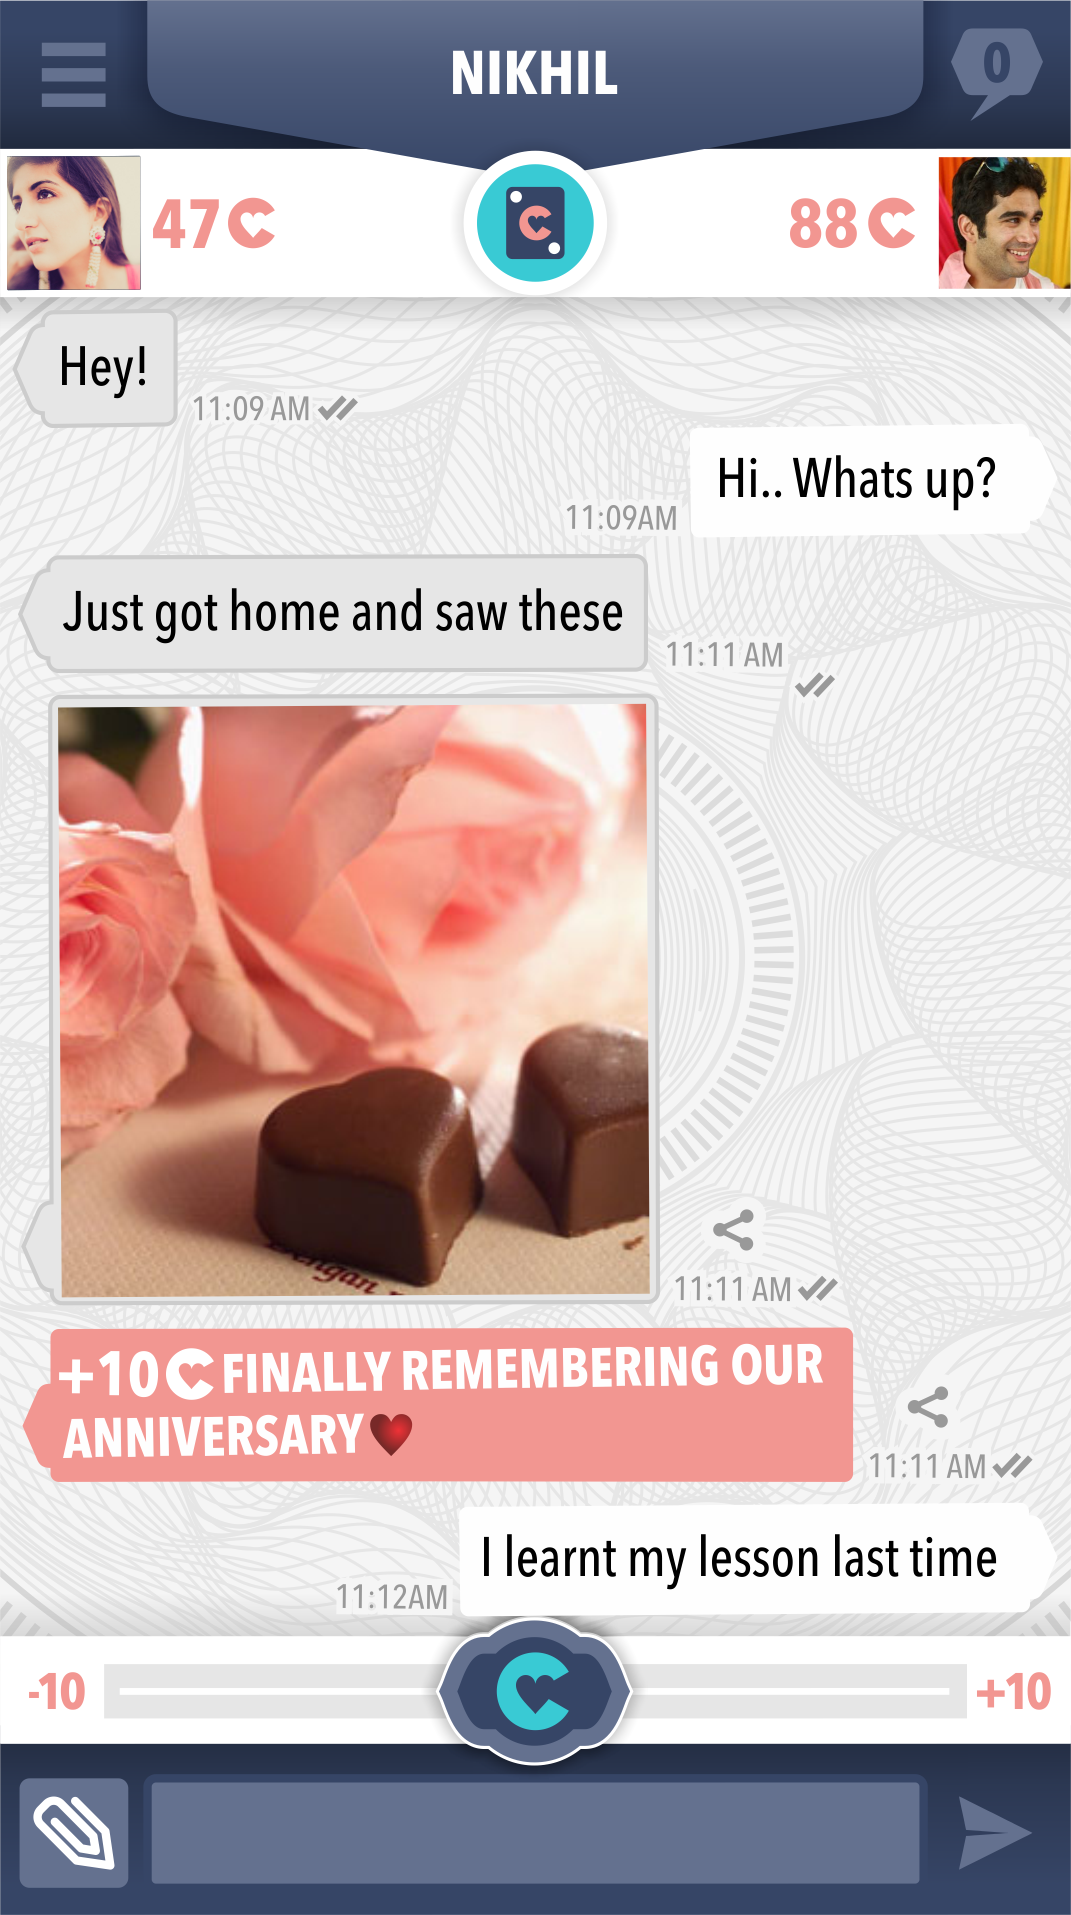 NIKHIL
0
47
88
Hey!
11:09 AM
Hi.. Whats up?
11:09AM
Just got home and saw these
11:11 AM
11:11 AM
+10 FINALLY REMEMBERING OUR
ANNIVERSARY
11:11 AM
I learnt my lesson last time
11:12AM
-10
+10